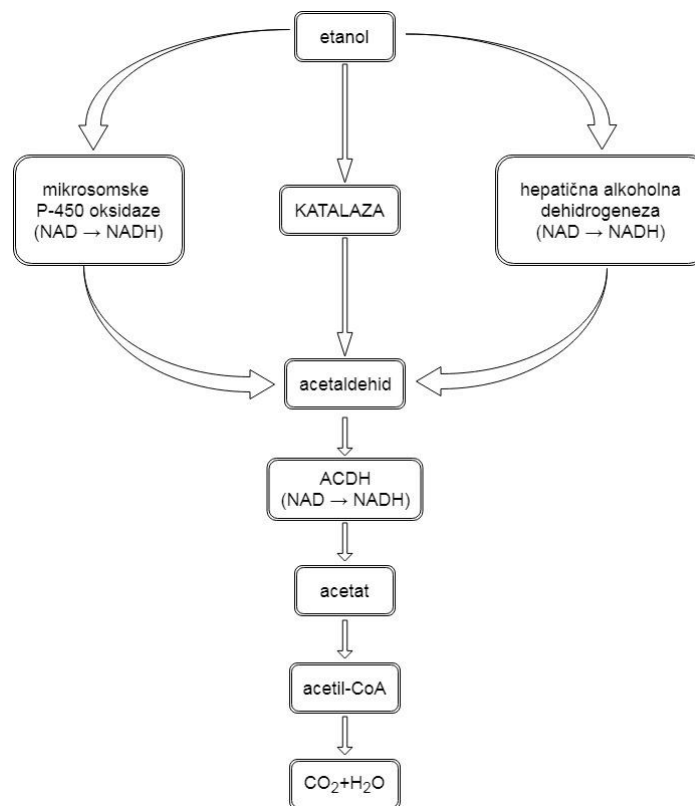 etanol
mikrosomske
P-450 oksidaze
(NAD → NADH)
KATALAZA
hepatična alkoholna
dehidrogeneza
(NAD → NADH)
acetaldehid
ACDH
(NAD → NADH)
acetat
acetil-CoA
CO₂+H₂O